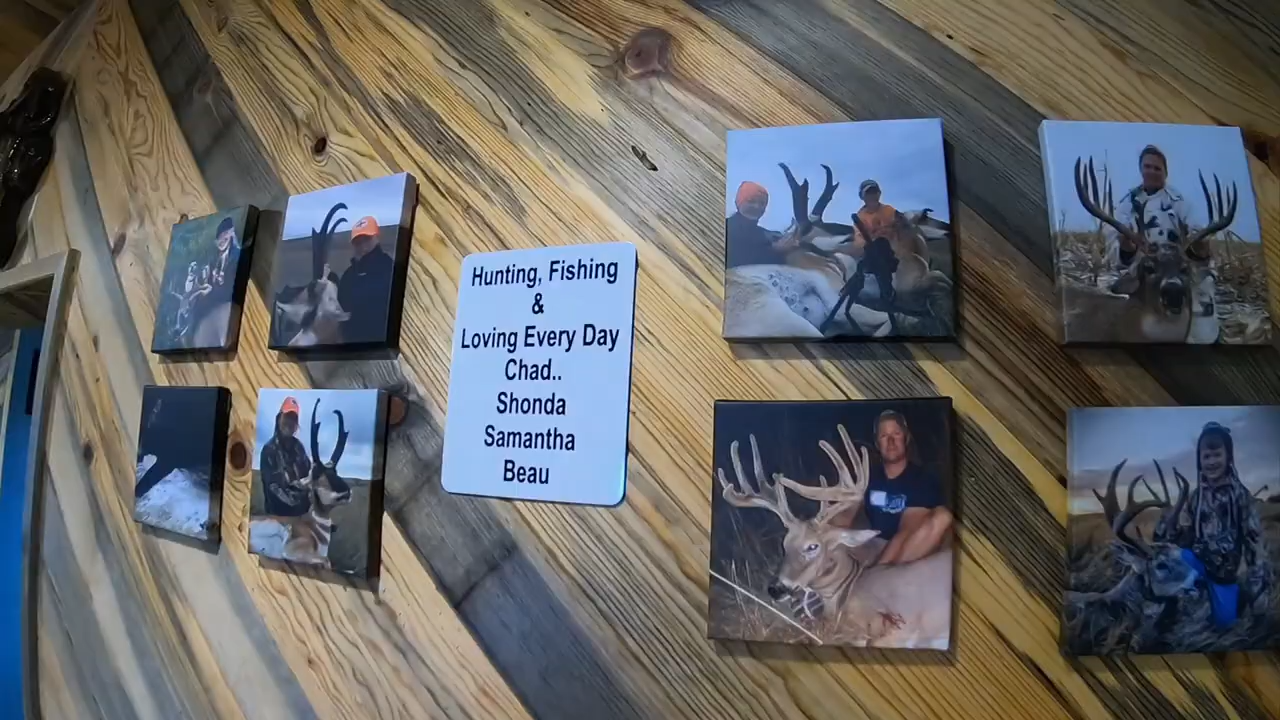 Hunting, Fishing
&
Loving Every Day
Chad..
Shonda
Samantha
Beau